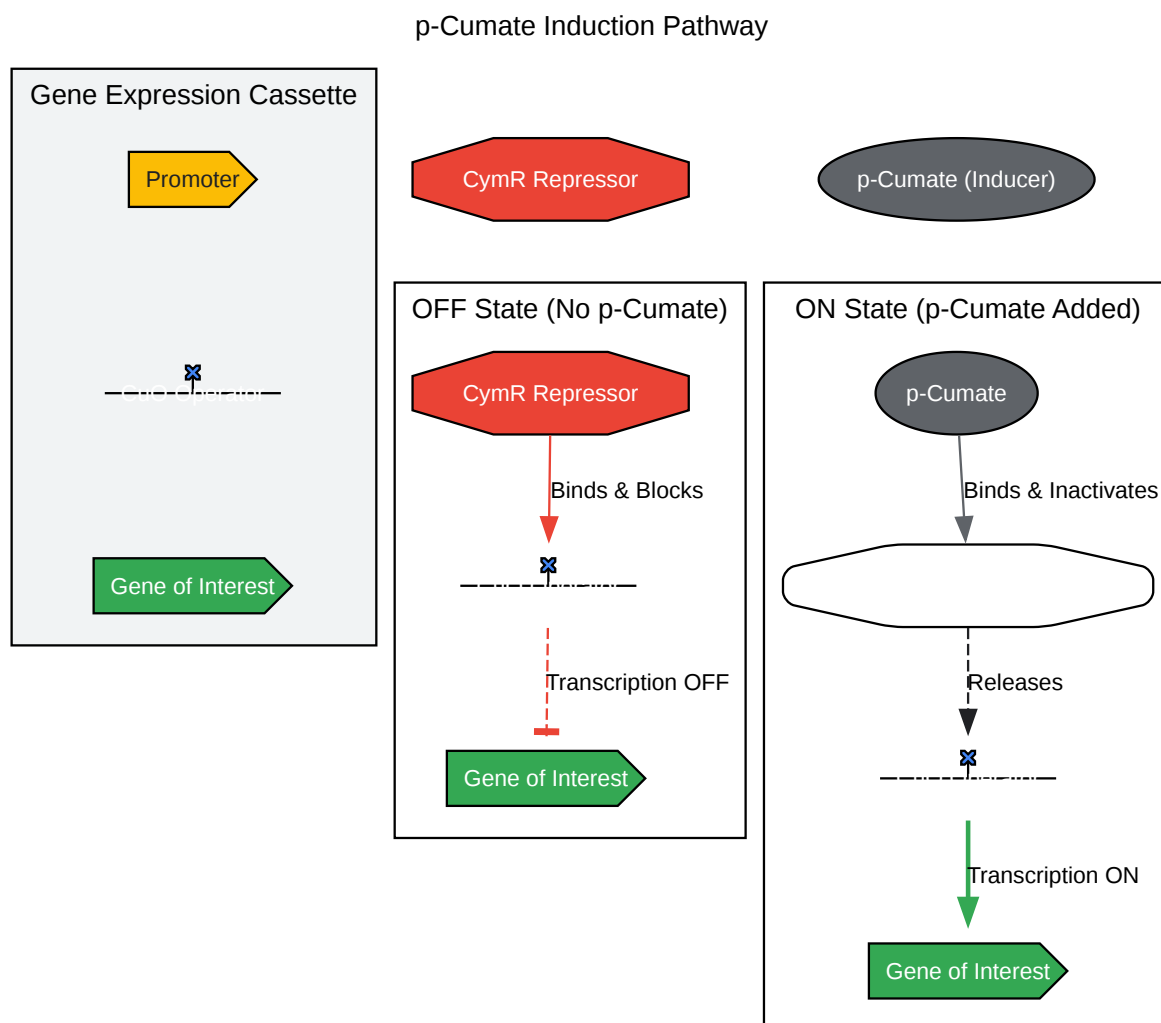 p-Cumate Induction Pathway
Gene Expression Cassette
Promoter
CymR Repressor
p-Cumate (Inducer)
OFF State (No p-Cumate)
ON State (p-Cumate Added)
CuO Operator
CymR Repressor
p-Cumate
Binds & Blocks
Binds & Inactivates
Gene of Interest
Transcription OFF
Releases
Gene of Interest
Transcription ON
Gene of Interest